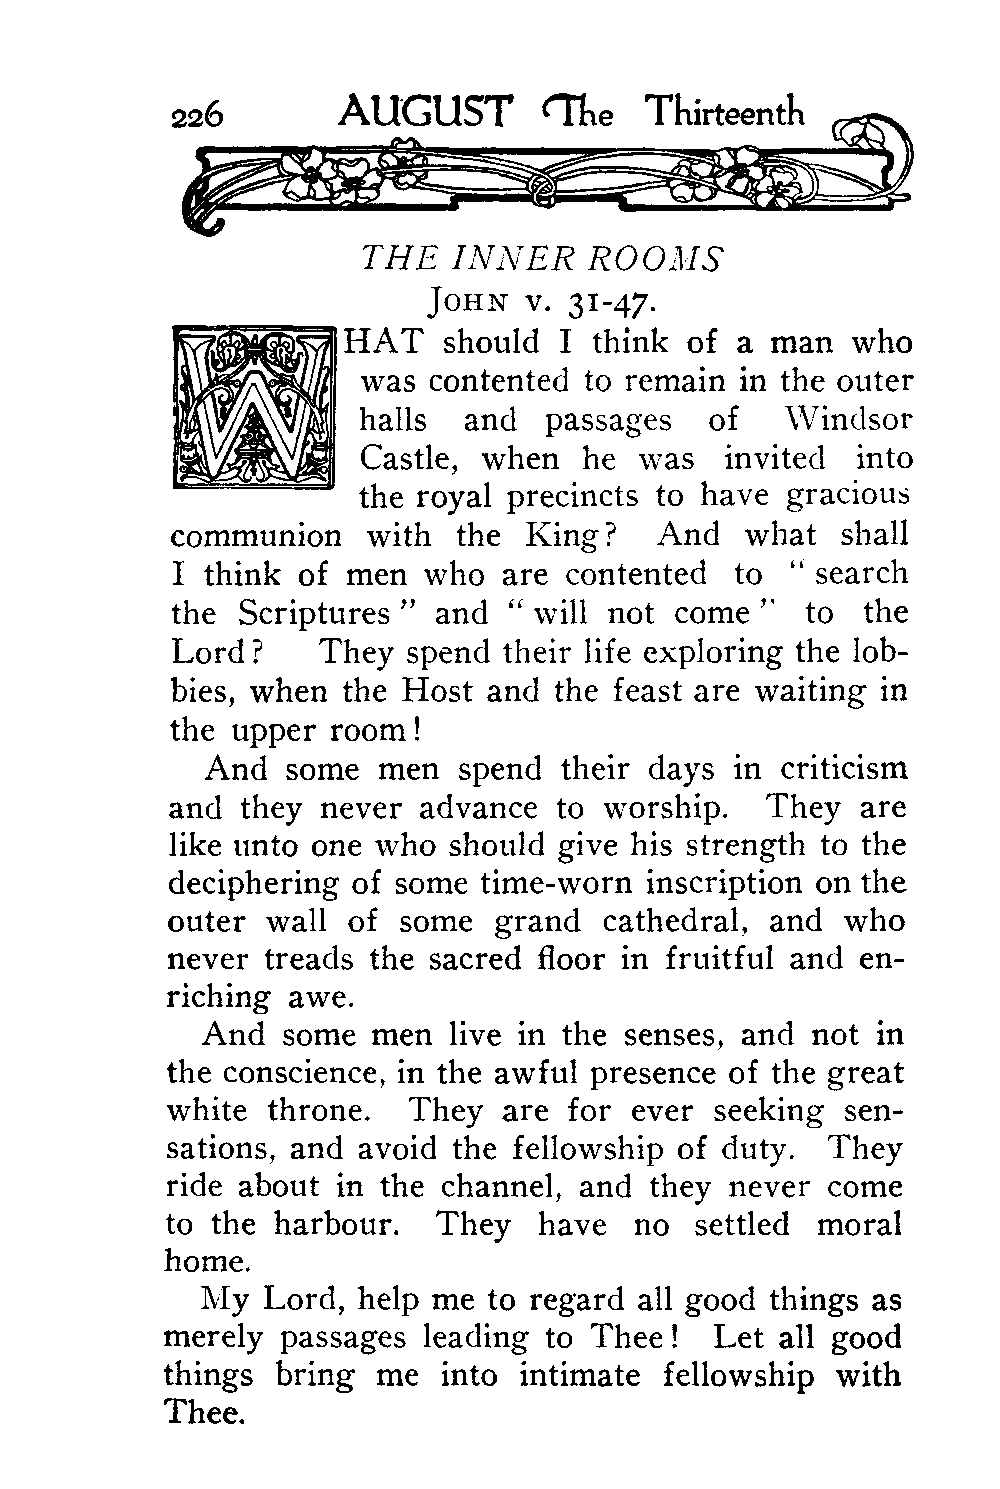 226 AUGUST The Thirteenth
THE INNER ROOMS
JOHN V. 31-47.
WHAT should I think of a man who
was contented to remain in the outer
halls and passages of Windsor
Castle, when he was invited into
the royal precincts to have gracious
communion with the King? And what shall
I think of men who are contented to "search
the Scriptures" and "will not come" to the
Lord? They spend their life exploring the lob-
bies, when the Host and the feast are waiting in
the upper room!
And some men spend their days in criticism
and they never advance to worship. They are
like unto one who should give his strength to the
deciphering of some time-worn inscription on the
outer wall of some grand cathedral, and who
never treads the sacred floor in fruitful and en-
riching awe.
And some men live in the senses, and not in
the conscience, in the awful presence of the great
white throne. They are for ever seeking sen-
sations, and avoid the fellowship of duty. They
ride about in the channel, and they never come
to the harbour. They have no settled moral
home.
My Lord, help me to regard all good things as
merely passages leading to Thee! Let all good
things bring me into intimate fellowship with
Thee.